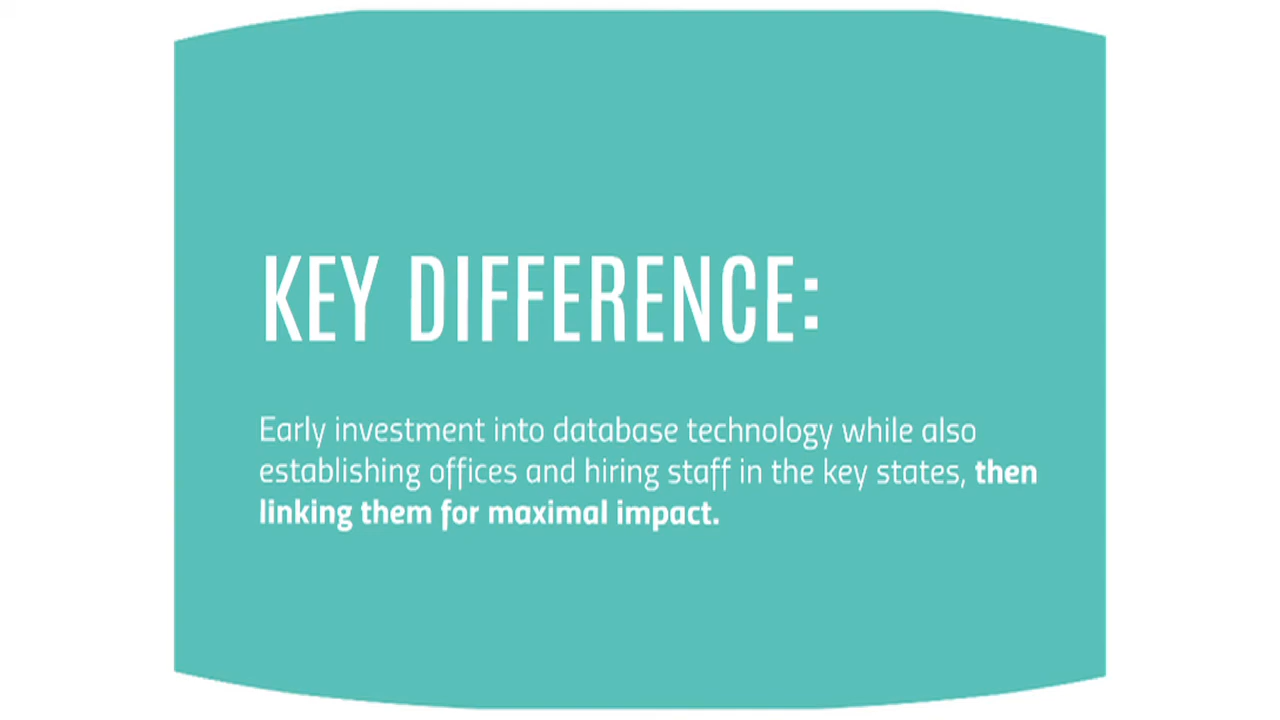 KEY DIFFERENCE:
Early investment into database technology while also
establishing offices and hiring staff in the key states, then
linking them for maximal impact.